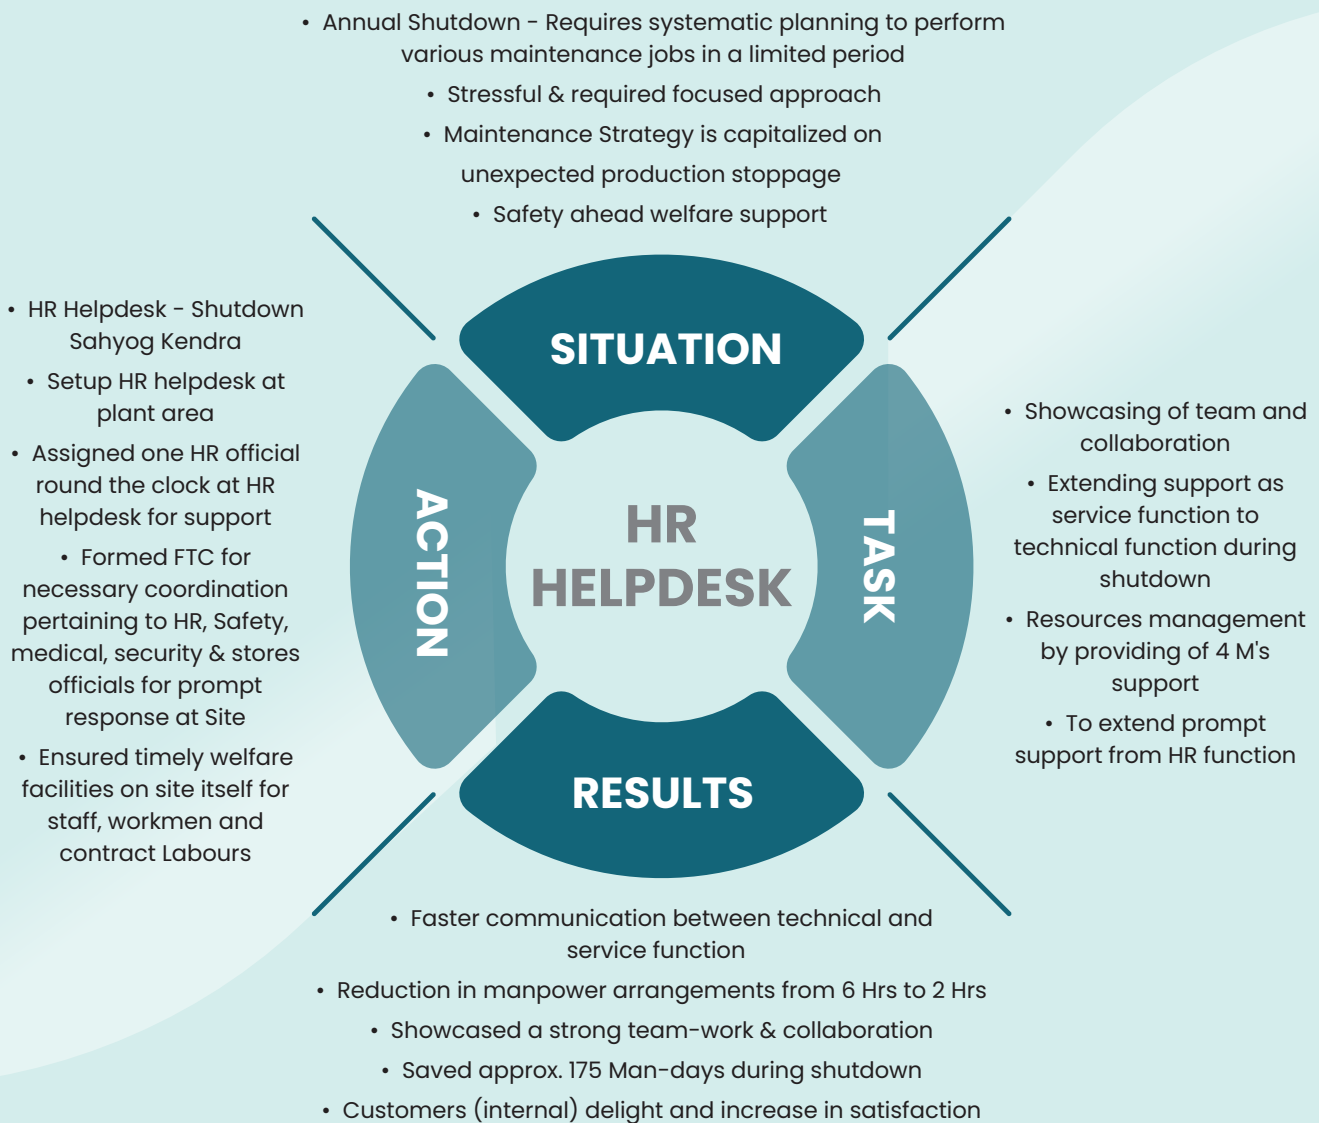 • Annual Shutdown - Requires systematic planning to perform
various maintenance jobs in a limited period
• Stressful & required focused approach
• Maintenance Strategy is capitalized on
unexpected production stoppage
• Safety ahead welfare support
SITUATION
• HR Helpdesk - Shutdown
Sahyog Kendra
• Setup HR helpdesk at
plant area
• Assigned one HR official
round the clock at HR
helpdesk for support
• Formed FTC for
necessary coordination
pertaining to HR, Safety,
medical, security & stores
officials for prompt
response at Site
• Ensured timely welfare
facilities on site itself for
staff, workmen and
contract Labours
ACTION
HR
HELPDESK
TASK
• Showcasing of team and
collaboration
• Extending support as
service function to
technical function during
shutdown
• Resources management
by providing of 4 M's
support
• To extend prompt
support from HR function
RESULTS
• Faster communication between technical and
service function
• Reduction in manpower arrangements from 6 Hrs to 2 Hrs
• Showcased a strong team-work & collaboration
• Saved approx. 175 Man-days during shutdown
• Customers (internal) delight and increase in satisfaction